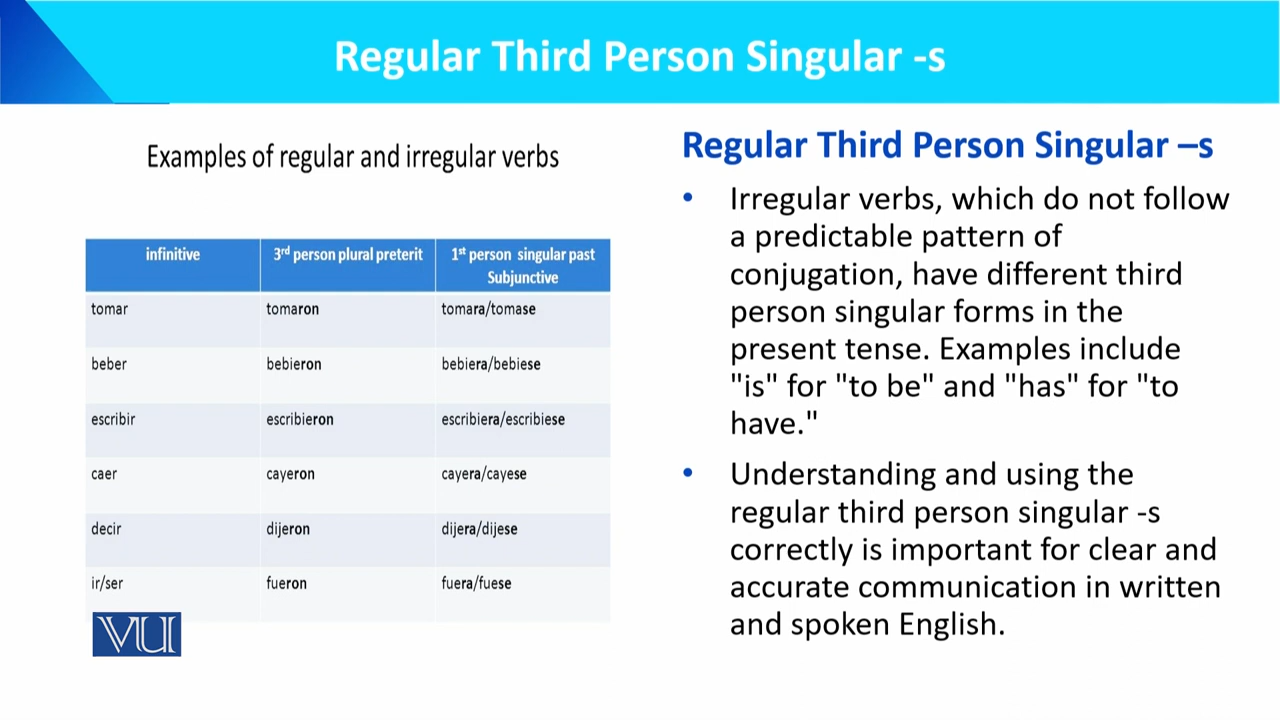 Regular Third Person Singular -s
Examples of regular and irregular verbs
infinitive 3rd person plural preterit 1st person singular past
Subjunctive
tomar tomaron tomara/tomase
beber bebieron bebiera/bebiese
escribir escribieron escribiera/escribiese
caer cayeron cayera/cayese
decir dijeron dijera/dijese
ir/ser fueron fuera/fuese
VU
Regular Third Person Singular –s
• Irregular verbs, which do not follow
a predictable pattern of
conjugation, have different third
person singular forms in the
present tense. Examples include
"is" for "to be" and "has" for "to
have."
• Understanding and using the
regular third person singular -s
correctly is important for clear and
accurate communication in written
and spoken English.